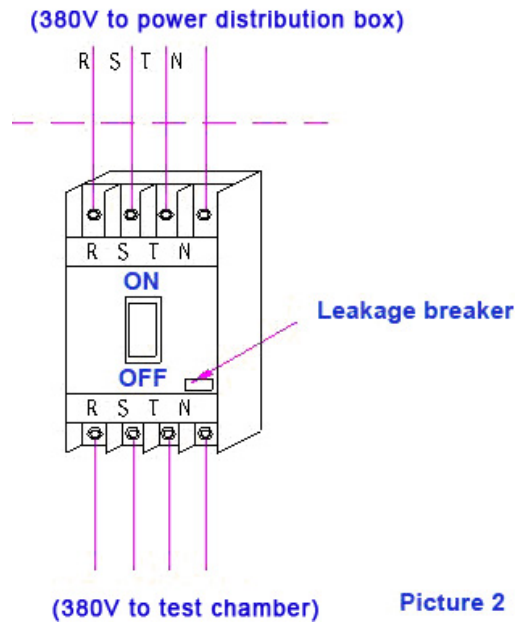 (380V to power distribution box)
R S T N
R S T N
ON
Leakage breaker
OFF
R S T N
(380V to test chamber)
Picture 2